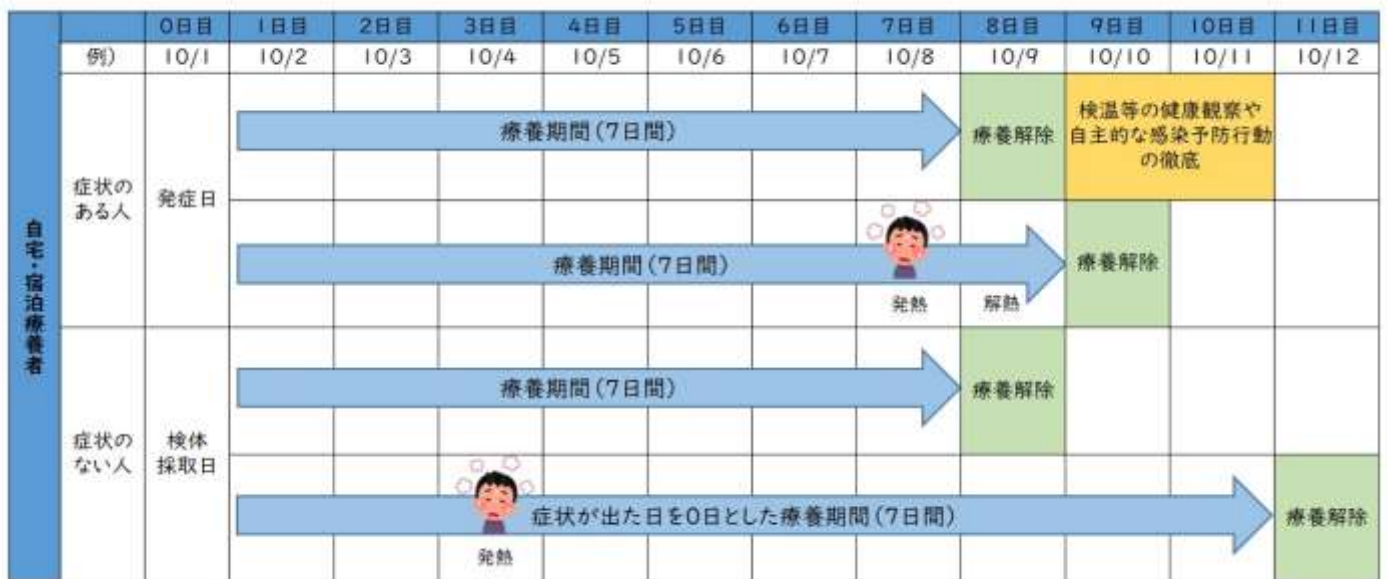 0日目 1日目 2日目 3日目 4日目 5日目 6日目 7日目 8日目 9日目 10日目 11日目
例) 10/1 10/2 10/3 10/4 10/5 10/6 10/7 10/8 10/9 10/10 10/11 10/12
自宅・宿泊療養者
症状の
ある人
発症日
療養期間(7日間)
療養解除
検温等の健康観察や
自主的な感染予防行動
の徹底
療養期間(7日間)
発熱
解熱
療養解除
症状の
ない人
検体
採取日
療養期間(7日間)
療養解除
症状が出た日を0日とした療養期間(7日間)
発熱
療養解除